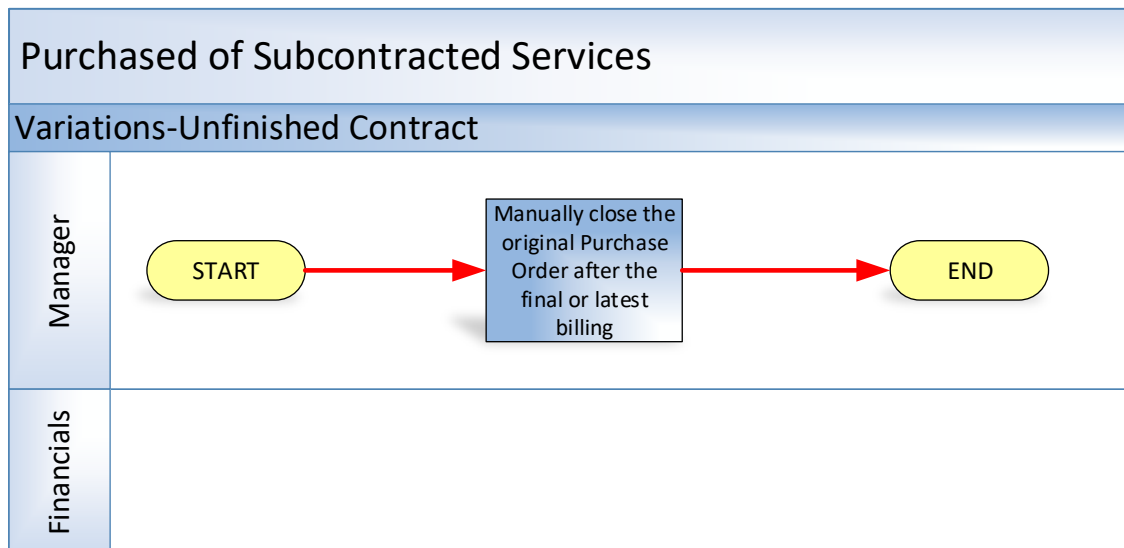 Purchased of Subcontracted Services
Variations-Unfinished Contract
Manager
START
Manually close the
original Purchase
Order after the
final or latest
billing
END
Financials